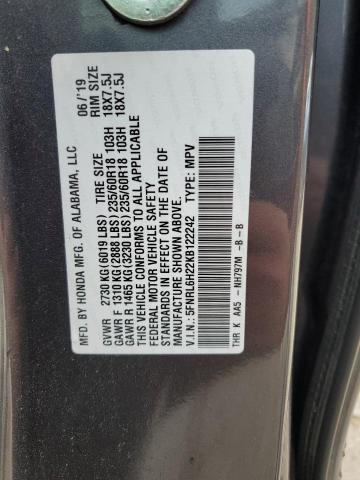 MFD. BY HONDA MFG. OF ALABAMA, LLC 06/'19
TIRE SIZE RIM SIZE
GVWR 2730 KG(6019 LBS)
GAWR F 1310 KG(2888 LBS) 235/60R18 103H 18X7.5J
GAWR R 1465 KG(3230 LBS) 235/60R18 103H 18X7.5J
THIS VEHICLE CONFORMS TO ALL APPLICABLE
FEDERAL MOTOR VEHICLE SAFETY
STANDARDS IN EFFECT ON THE DATE OF
MANUFACTURE SHOWN ABOVE.
V.I.N.: 5FNRL6H22KB122242 TYPE: MPV
THR K AA5 - NH797M -B -B